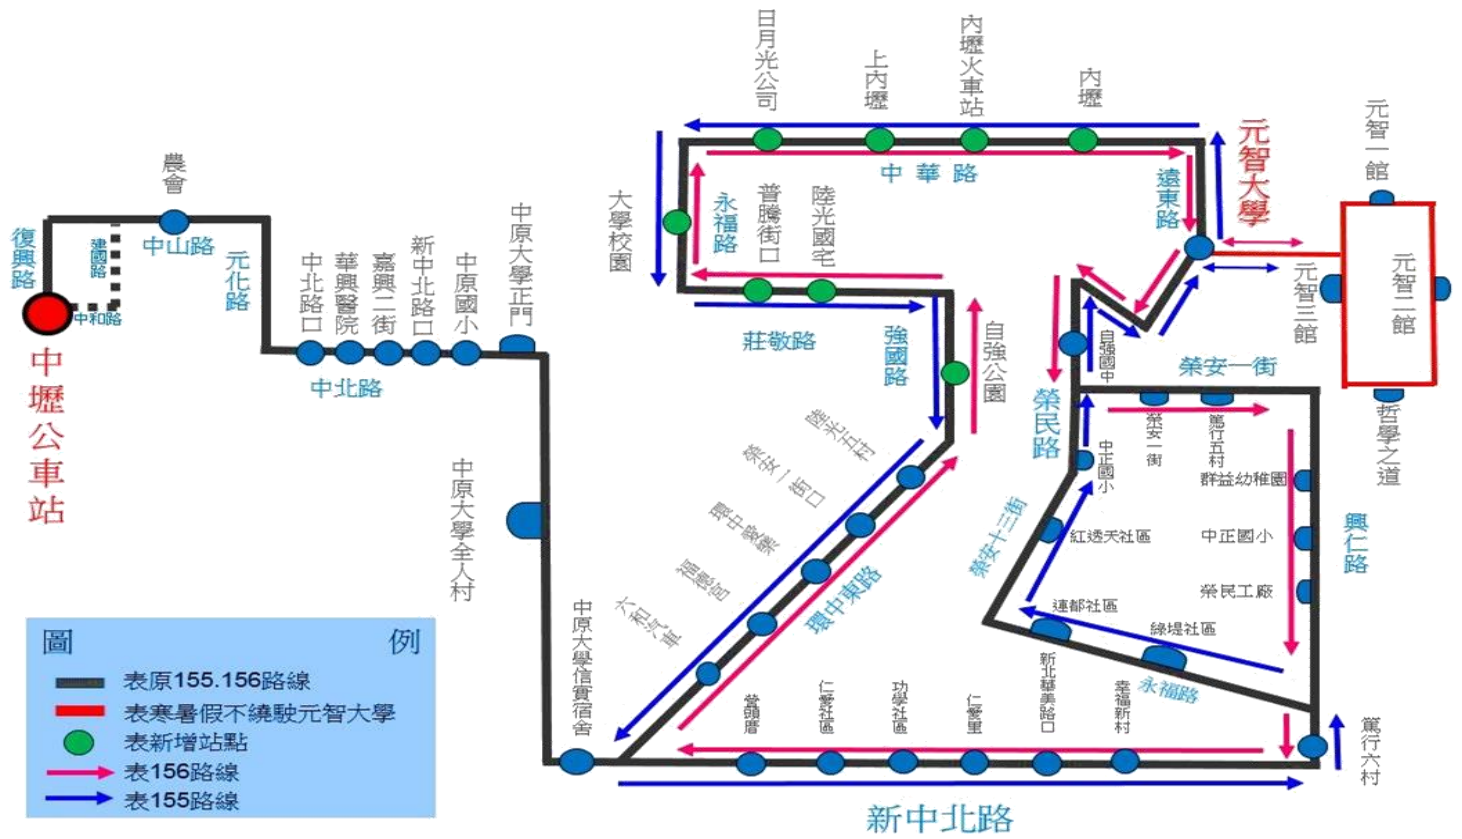 日月光公司
上內壢
內壢火車站
內壢
元智大學
元智一館
農會
大學校園
永福路
普騰街口
陸光國宅
中華路
遠東路
復興路
建國路
中山路
元化路
中北路口
華興醫院
嘉興二街
新中北路口
中原國小
中原大學正門
元智三館
元智二館
中和路
中壢公車站
中北路
莊敬路
強國路
自強公園
自強國中
榮安一街
榮民路
哲學之道
陸光五村
榮安一街口
環中愛樂
福德宮
六和汽車
環中東路
中正國小
榮安一街
篤行五村
群益幼稚園
中原大學全人村
榮安十三街
紅透天社區
中正國小
興仁路
榮民工廠
連都社區
綠堤社區
永福路
中原大學信實宿舍
營頭厝
仁愛社區
功學社區
仁愛里
新北華美路口
幸福新村
篤行六村
新中北路
圖例
表原155.156路線
表寒暑假不繞駛元智大學
表新增站點
表156路線
表155路線